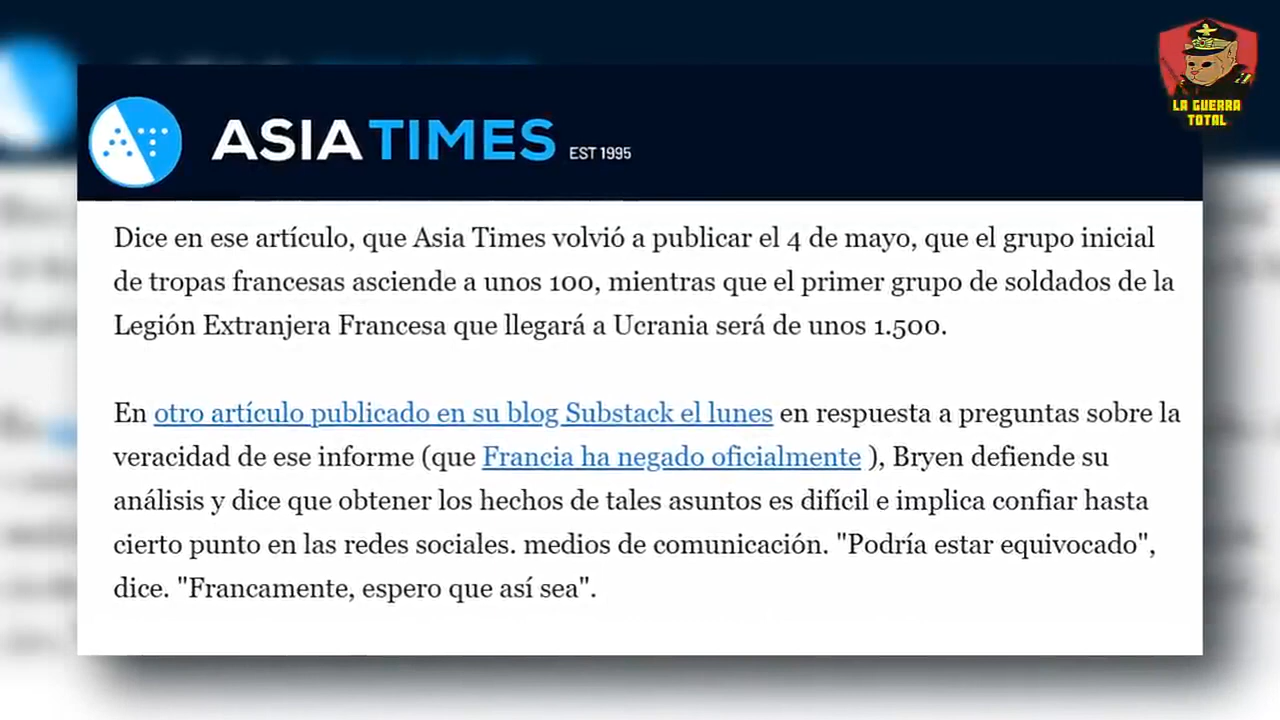 LA GUERRA
TOTAL
ASIA TIMES EST 1995
Dice en ese artículo, que Asia Times volvió a publicar el 4 de mayo, que el grupo inicial
de tropas francesas asciende a unos 100, mientras que el primer grupo de soldados de la
Legión Extranjera Francesa que llegará a Ucrania será de unos 1.500.
En otro artículo publicado en su blog Substack el lunes en respuesta a preguntas sobre la
veracidad de ese informe (que Francia ha negado oficialmente ), Bryen defiende su
análisis y dice que obtener los hechos de tales asuntos es difícil e implica confiar hasta
cierto punto en las redes sociales. medios de comunicación. "Podría estar equivocado",
dice. "Francamente, espero que así sea".